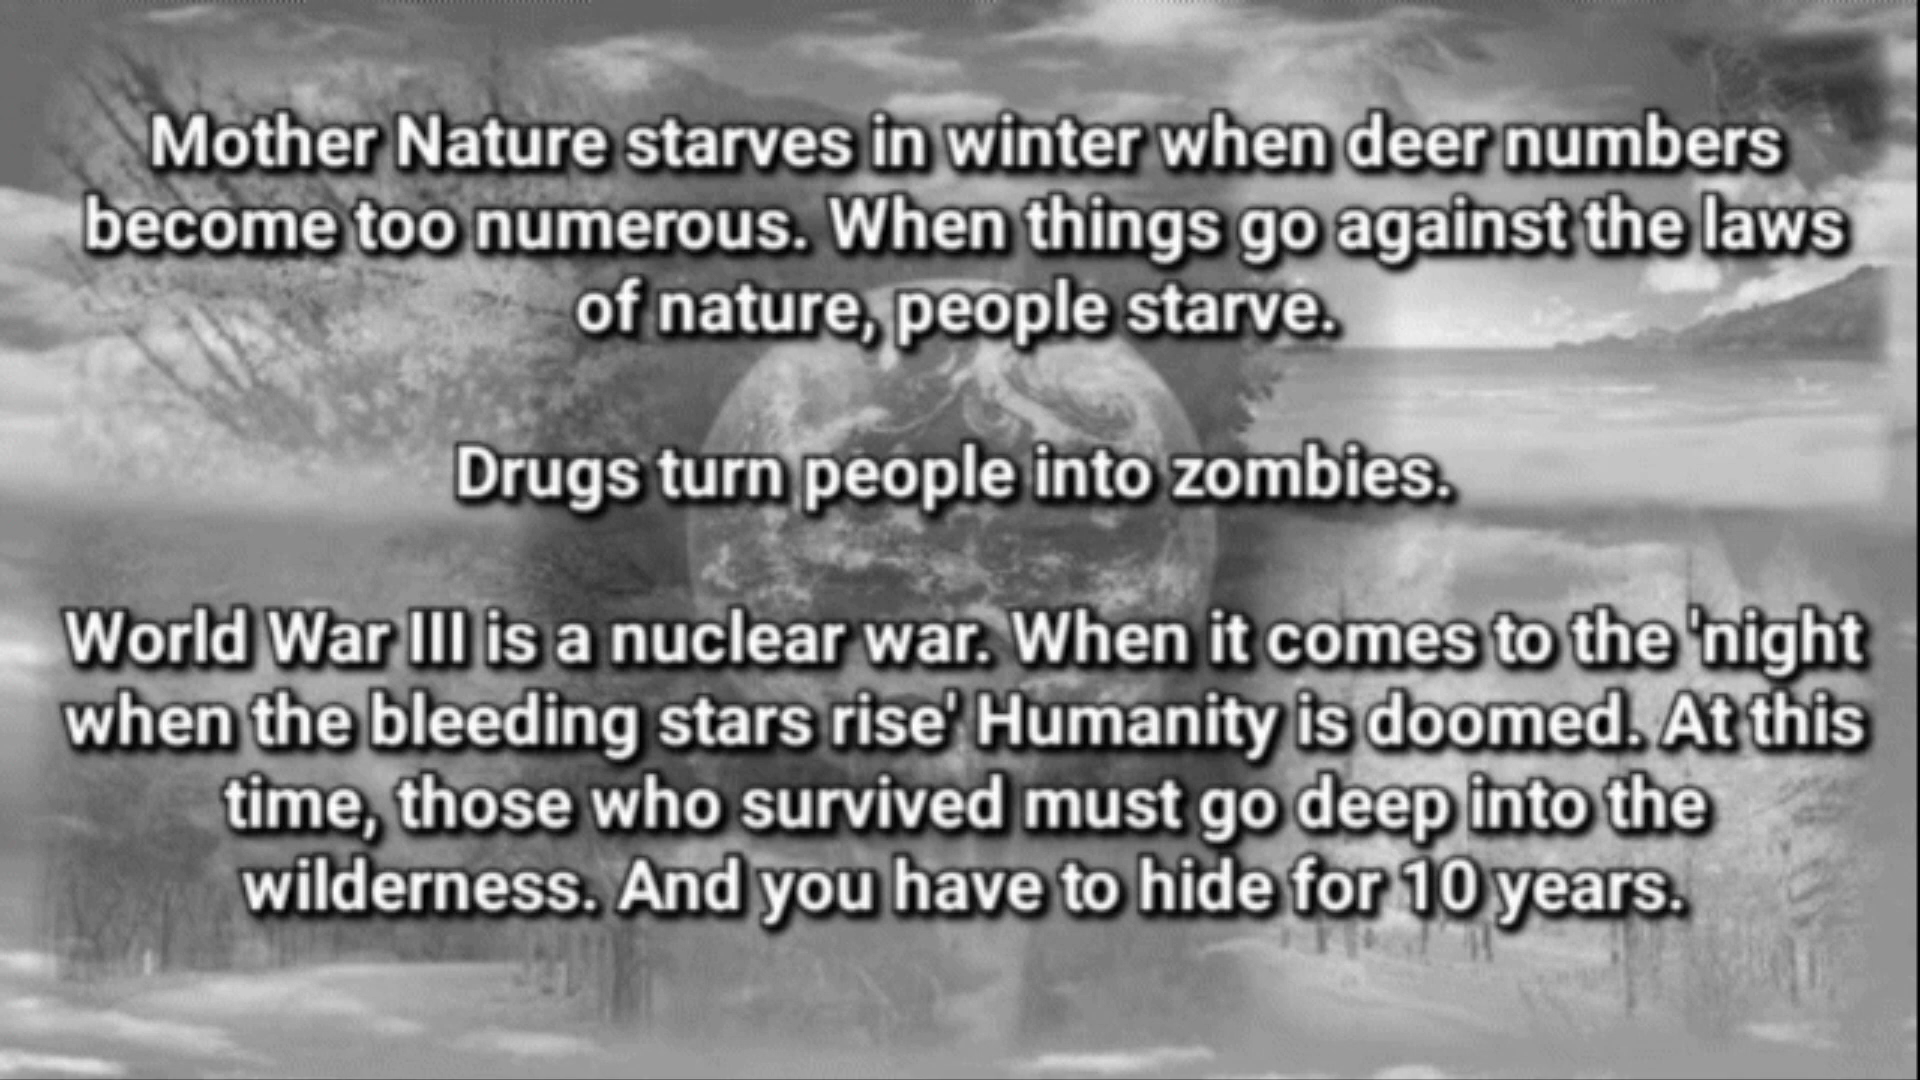 Mother Nature starves in winter when deer numbers
become too numerous. When things go against the laws
of nature, people starve.
Drugs turn people into zombies.
World War III is a nuclear war. When it comes to the 'night
when the bleeding stars rise' Humanity is doomed. At this
time, those who survived must go deep into the
wilderness. And you have to hide for 10 years.